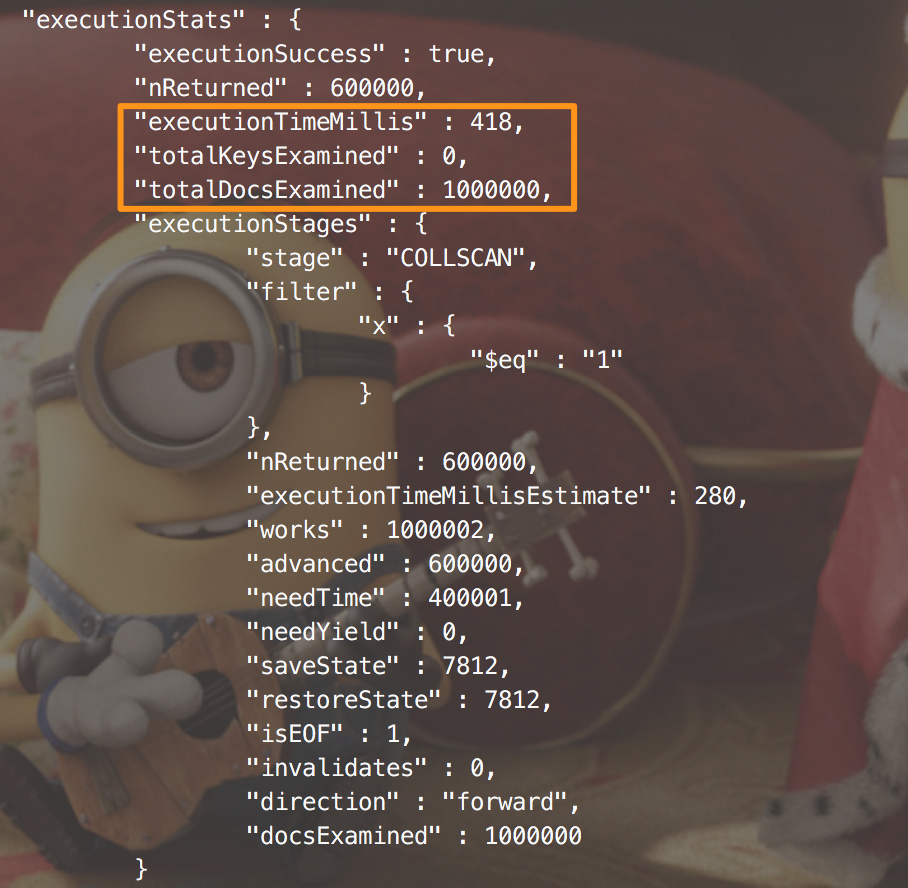 "executionStats" : {
"executionSuccess" : true,
"nReturned" : 600000,
"executionTimeMillis" : 418,
"totalKeysExamined" : 0,
"totalDocsExamined" : 1000000,
"executionStages" : {
"stage" : "COLLSCAN",
"filter" : {
"x" : {
"$eq" : "1"
}
},
"nReturned" : 600000,
"executionTimeMillisEstimate" : 280,
"works" : 1000002,
"advanced" : 600000,
"needTime" : 400001,
"needYield" : 0,
"saveState" : 7812,
"restoreState" : 7812,
"isEOF" : 1,
"invalidates" : 0,
"direction" : "forward",
"docsExamined" : 1000000
}